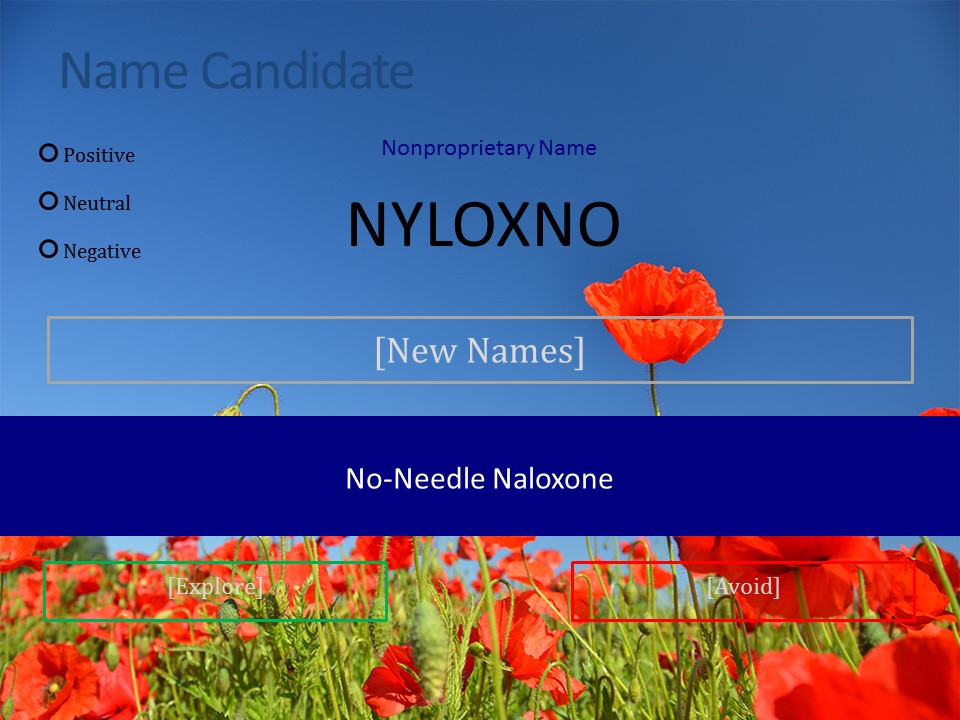 Name Candidate
Positive
Nonproprietary Name
Neutral
NYLOXNO
Negative
[New Names]
No-Needle Naloxone
[Explore]
[Avoid]